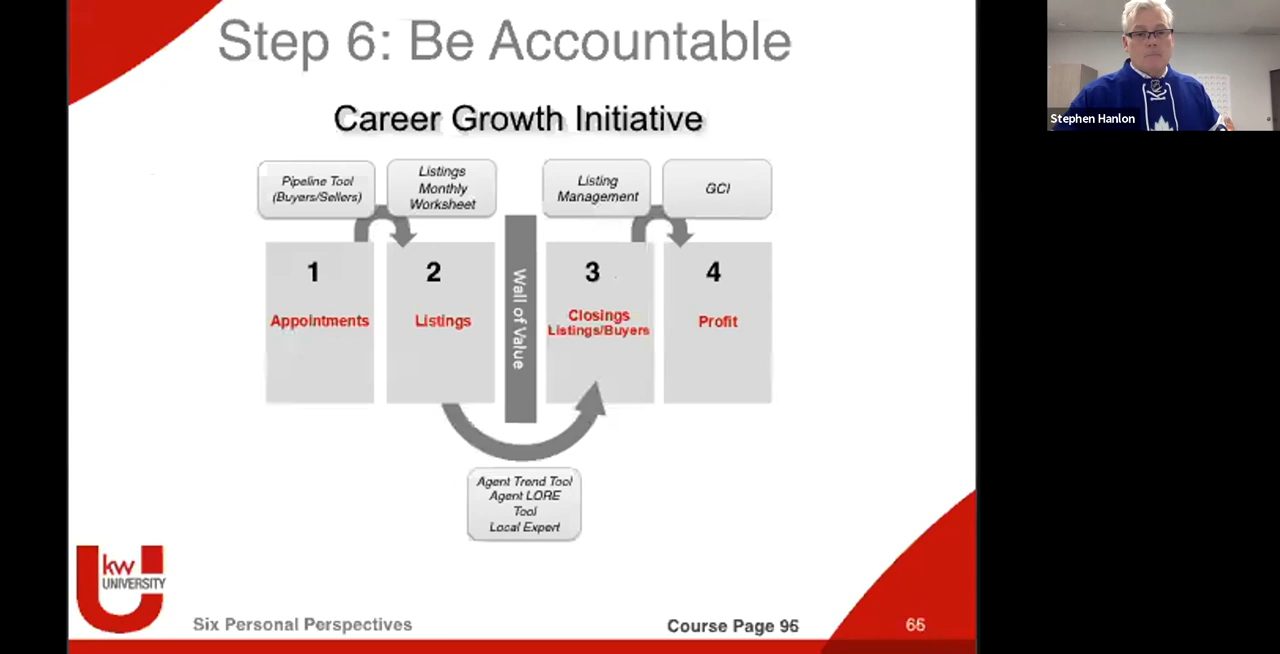 Step 6: Be Accountable
Stephen Hanlon
Career Growth Initiative
Pipeline Tool
(Buyers/Sellers)
Listings
Monthly
Worksheet
Listing
Management
GCI
1
Appointments
2
Listings
Wall of Value
3
Closings
Listings/Buyers
4
Profit
Agent Trend Tool
Agent LORE
Tool
Local Expert
kw
UNIVERSITY
Six Personal Perspectives
Course Page 96
66